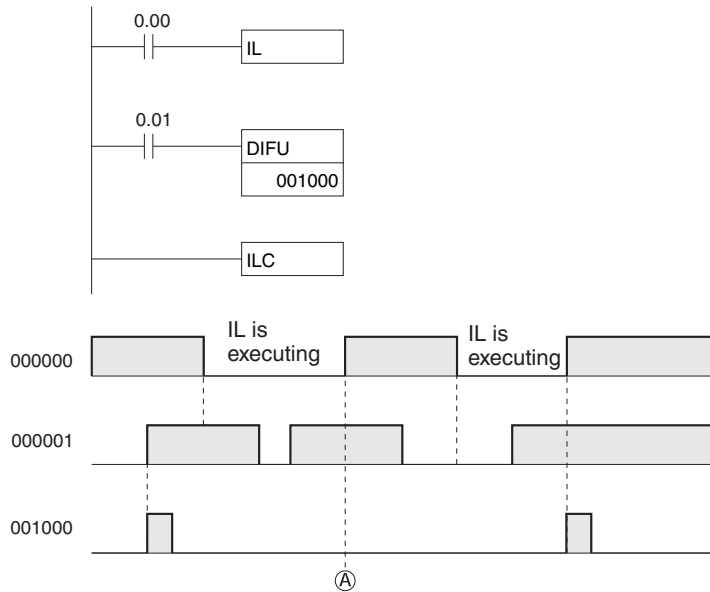 0.00
IL
0.01
DIFU
001000
ILC
IL is
executing
IL is
executing
000000
000001
001000
Ⓐ